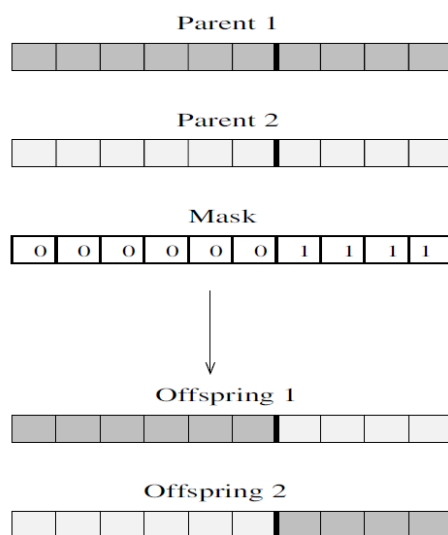 Parent 1
Parent 2
Mask
0 0 0 0 0 0 1 1 1 1
Offspring 1
Offspring 2